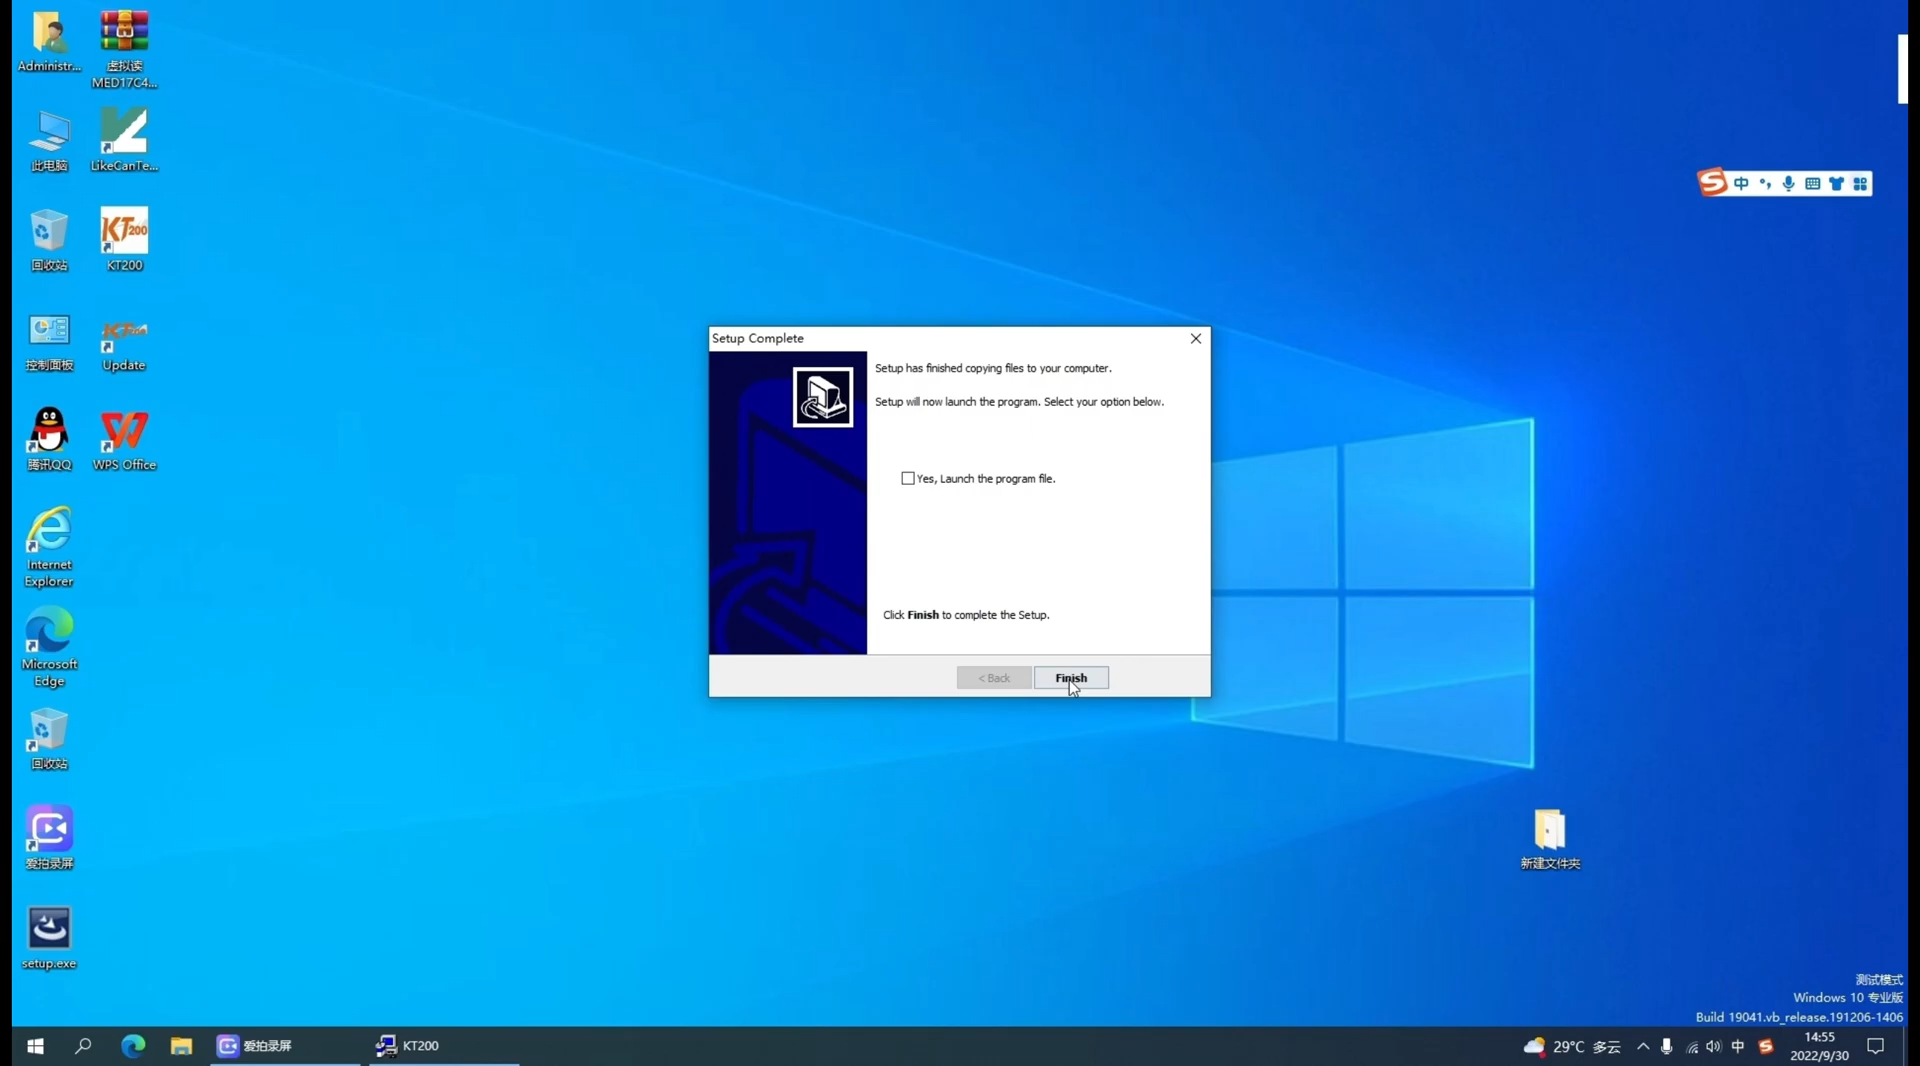 Administr...
虚拟读
MED17C4...
此电脑
LikeCanTe...
回收站
KT200
KT200
控制面板
Update
腾讯QQ
WPS Office
Internet
Explorer
Microsoft
Edge
回收站
爱拍录屏
setup.exe
中
Setup Complete
Setup has finished copying files to your computer.
Setup will now launch the program. Select your option below.
Yes, Launch the program file.
Click Finish to complete the Setup.
< Back
Finish
新建文件夹
测试模式
Windows 10 专业版
Build 19041.vb_release.191206-1406
爱拍录屏
KT200
29°C 多云
中
14:55
2022/9/30